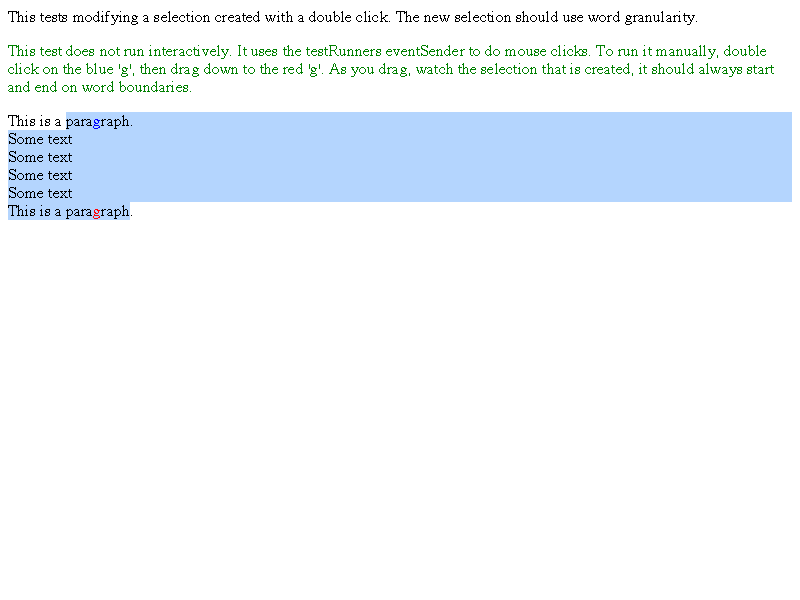 This tests modifying a selection created with a double click. The new selection should use word granularity.
This test does not run interactively. It uses the testRunners eventSender to do mouse clicks. To run it manually, double
click on the blue 'g', then drag down to the red 'g'. As you drag, watch the selection that is created, it should always start
and end on word boundaries.
This is a paragraph.
Some text
Some text
Some text
Some text
This is a paragraph.